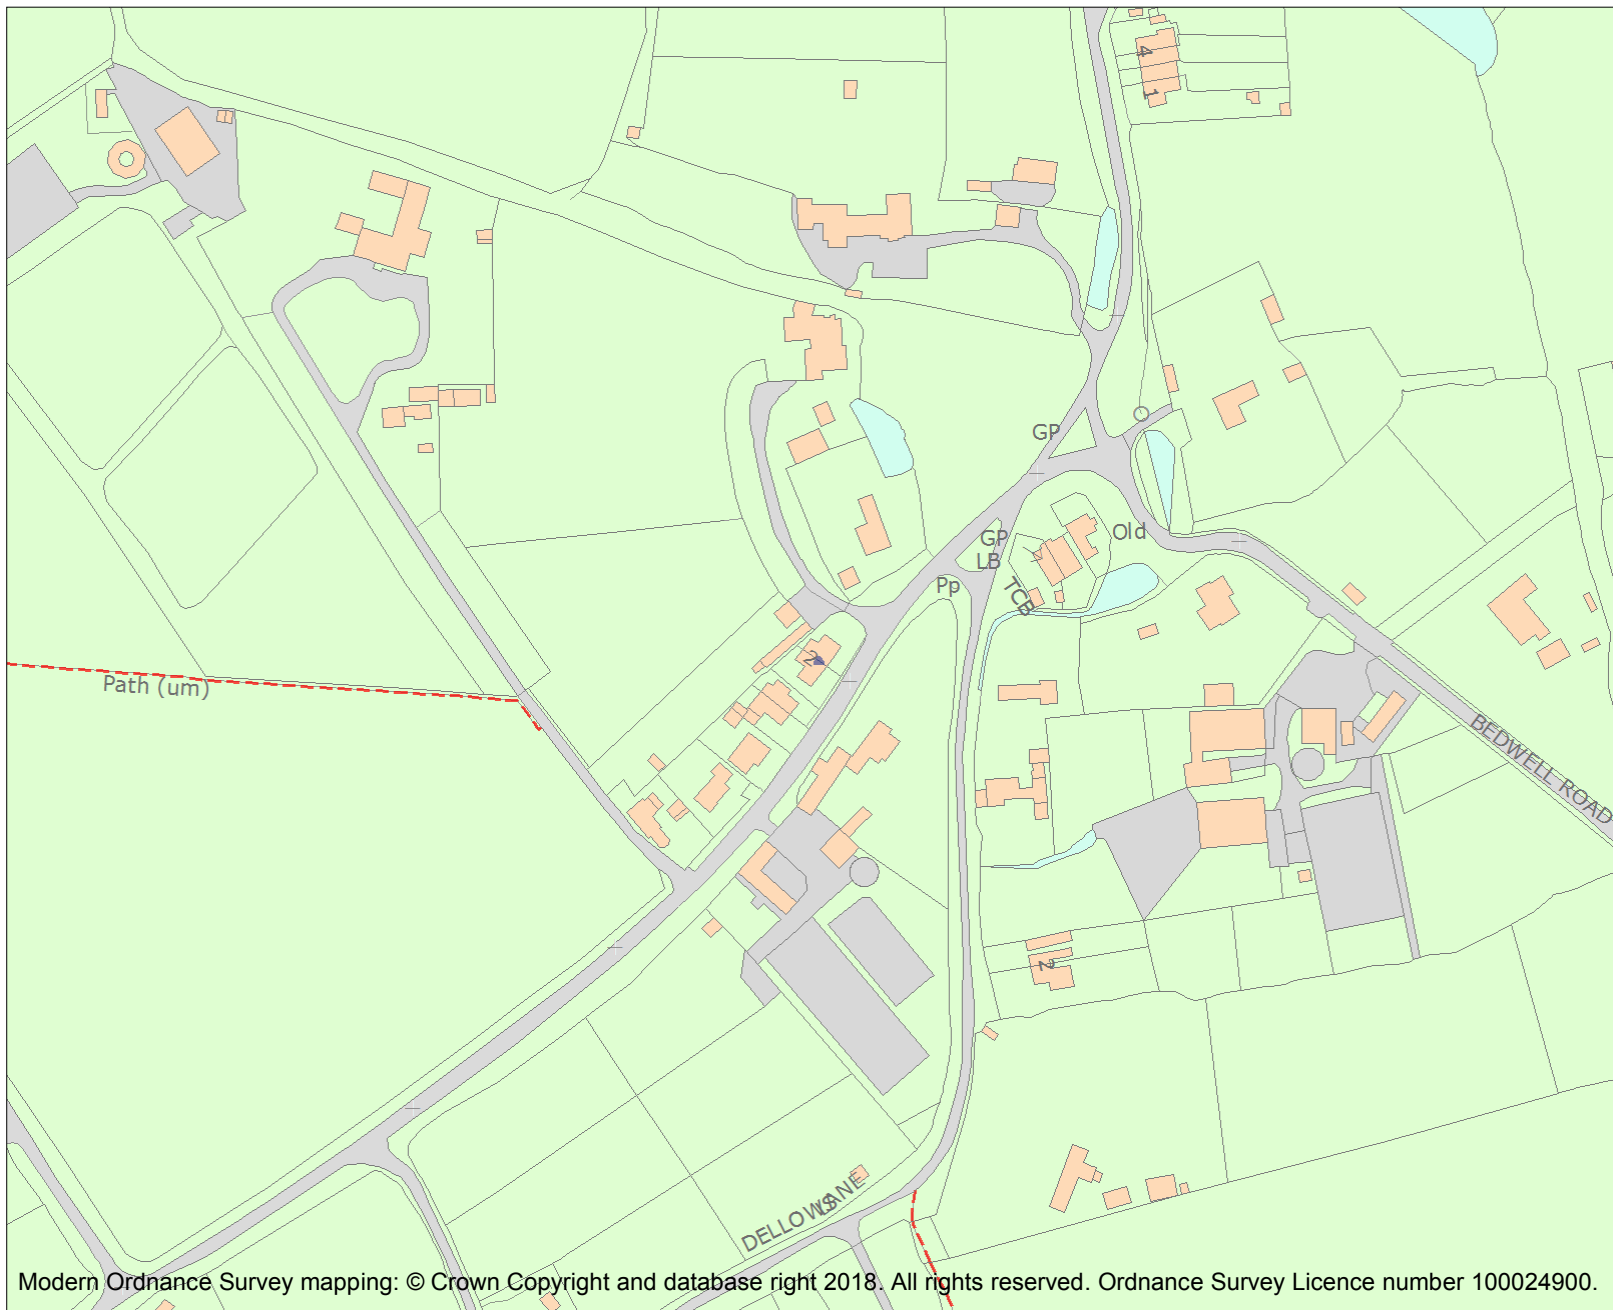 4
1
GP
Old
GP
LB
Pp
TCB
2
Path (um)
BEDWELL ROAD
2
DELLOWS LANE
Modern Ordnance Survey mapping: © Crown Copyright and database right 2018. All rights reserved. Ordnance Survey Licence number 100024900.